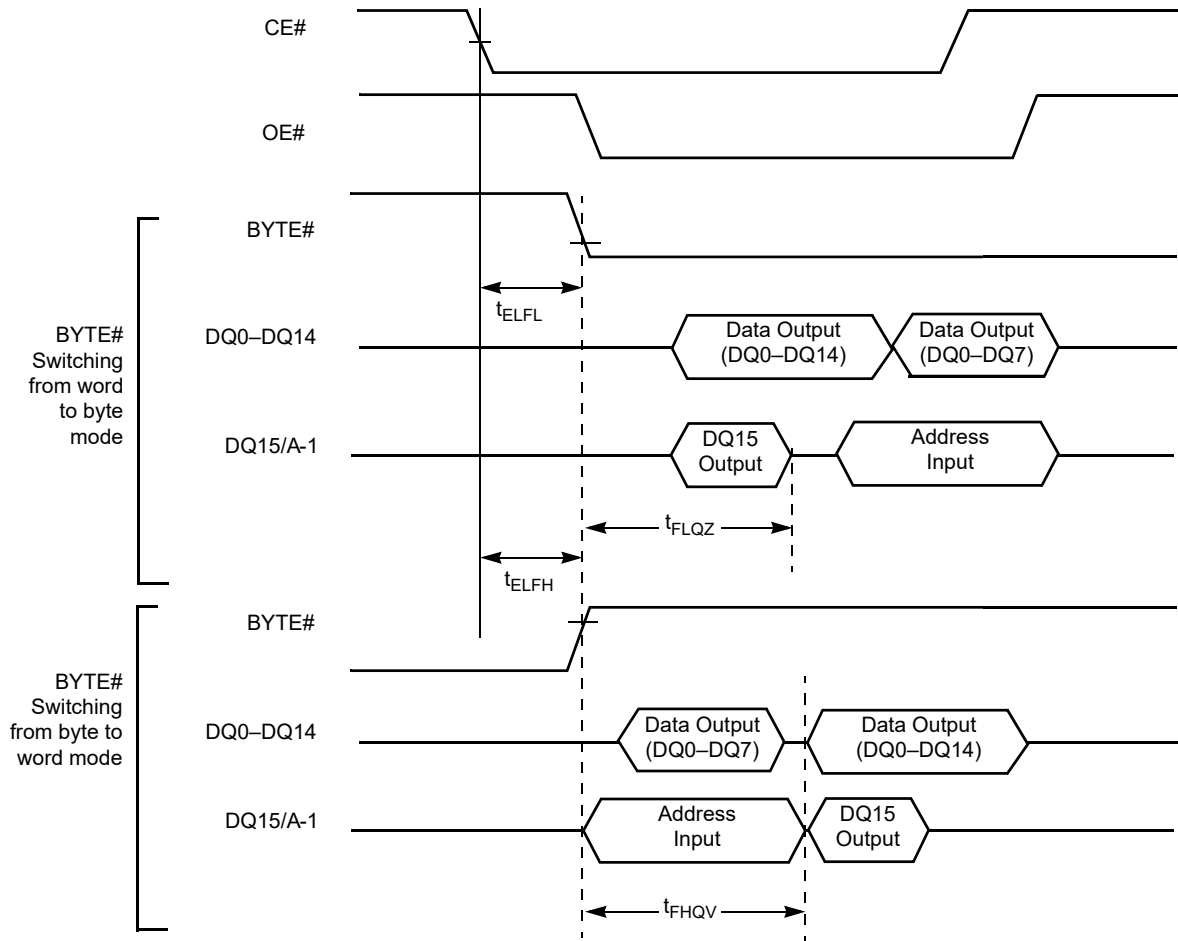 CE#
OE#
BYTE#
tELFL
BYTE#
Switching
from word
to byte
mode
DQ0–DQ14
Data Output
(DQ0–DQ14)
Data Output
(DQ0–DQ7)
DQ15/A-1
DQ15
Output
Address
Input
tFLQZ
tELFH
BYTE#
BYTE#
Switching
from byte to
word mode
DQ0–DQ14
Data Output
(DQ0–DQ7)
Data Output
(DQ0–DQ14)
DQ15/A-1
Address
Input
DQ15
Output
tFHQV